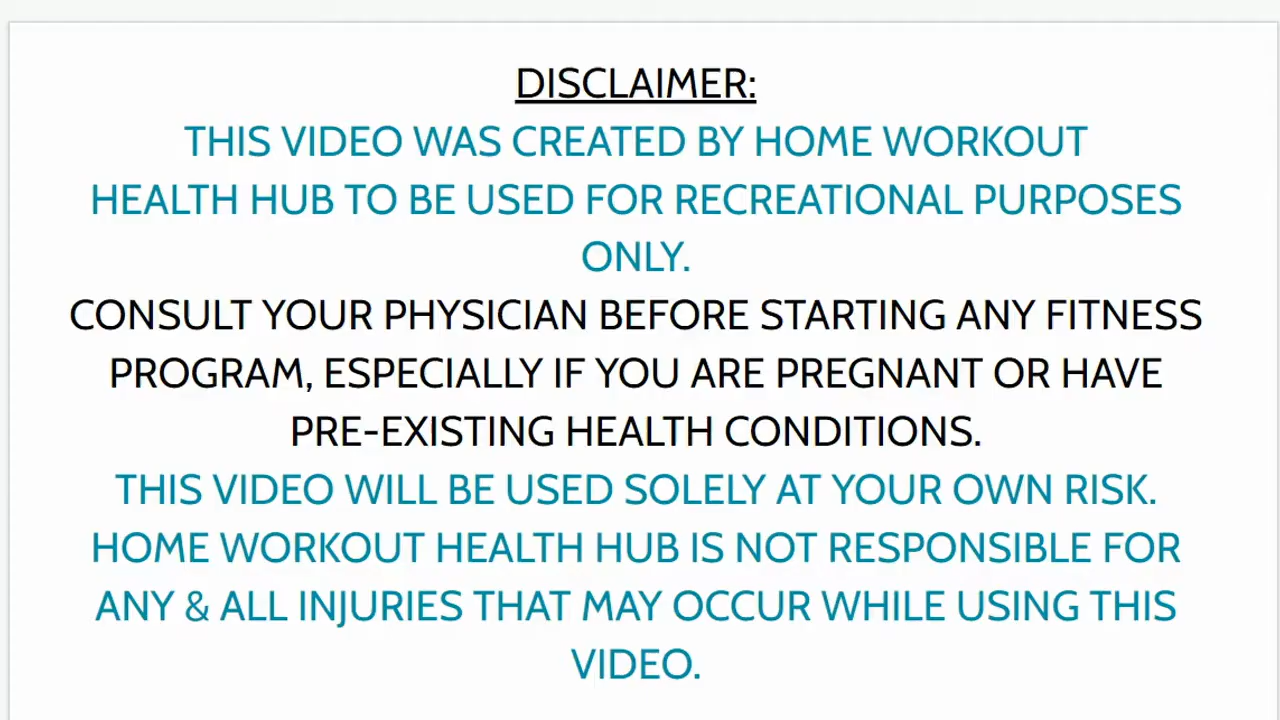 DISCLAIMER:
THIS VIDEO WAS CREATED BY HOME WORKOUT
HEALTH HUB TO BE USED FOR RECREATIONAL PURPOSES
ONLY.
CONSULT YOUR PHYSICIAN BEFORE STARTING ANY FITNESS
PROGRAM, ESPECIALLY IF YOU ARE PREGNANT OR HAVE
PRE-EXISTING HEALTH CONDITIONS.
THIS VIDEO WILL BE USED SOLELY AT YOUR OWN RISK.
HOME WORKOUT HEALTH HUB IS NOT RESPONSIBLE FOR
ANY & ALL INJURIES THAT MAY OCCUR WHILE USING THIS
VIDEO.